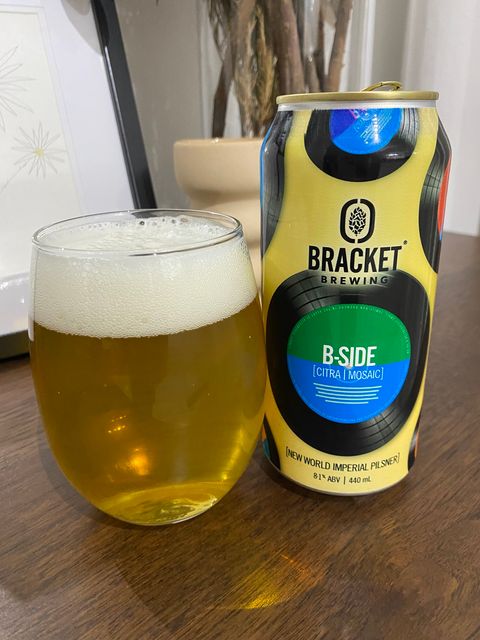 BRACKET®
BREWING
B-SIDE
[CITRA | MOSAIC]
[NEW WORLD IMPERIAL PILSNER]
8.1% ABV | 440 mL